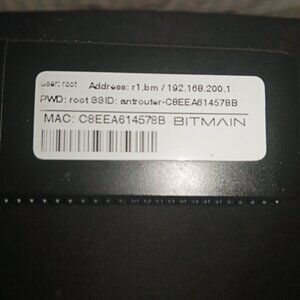 user: root Address: r1.bm / 192.168.200.1
PWD: root SSID: antrouter-C8EEA614578B
MAC: C8EEA614578B BITMAIN